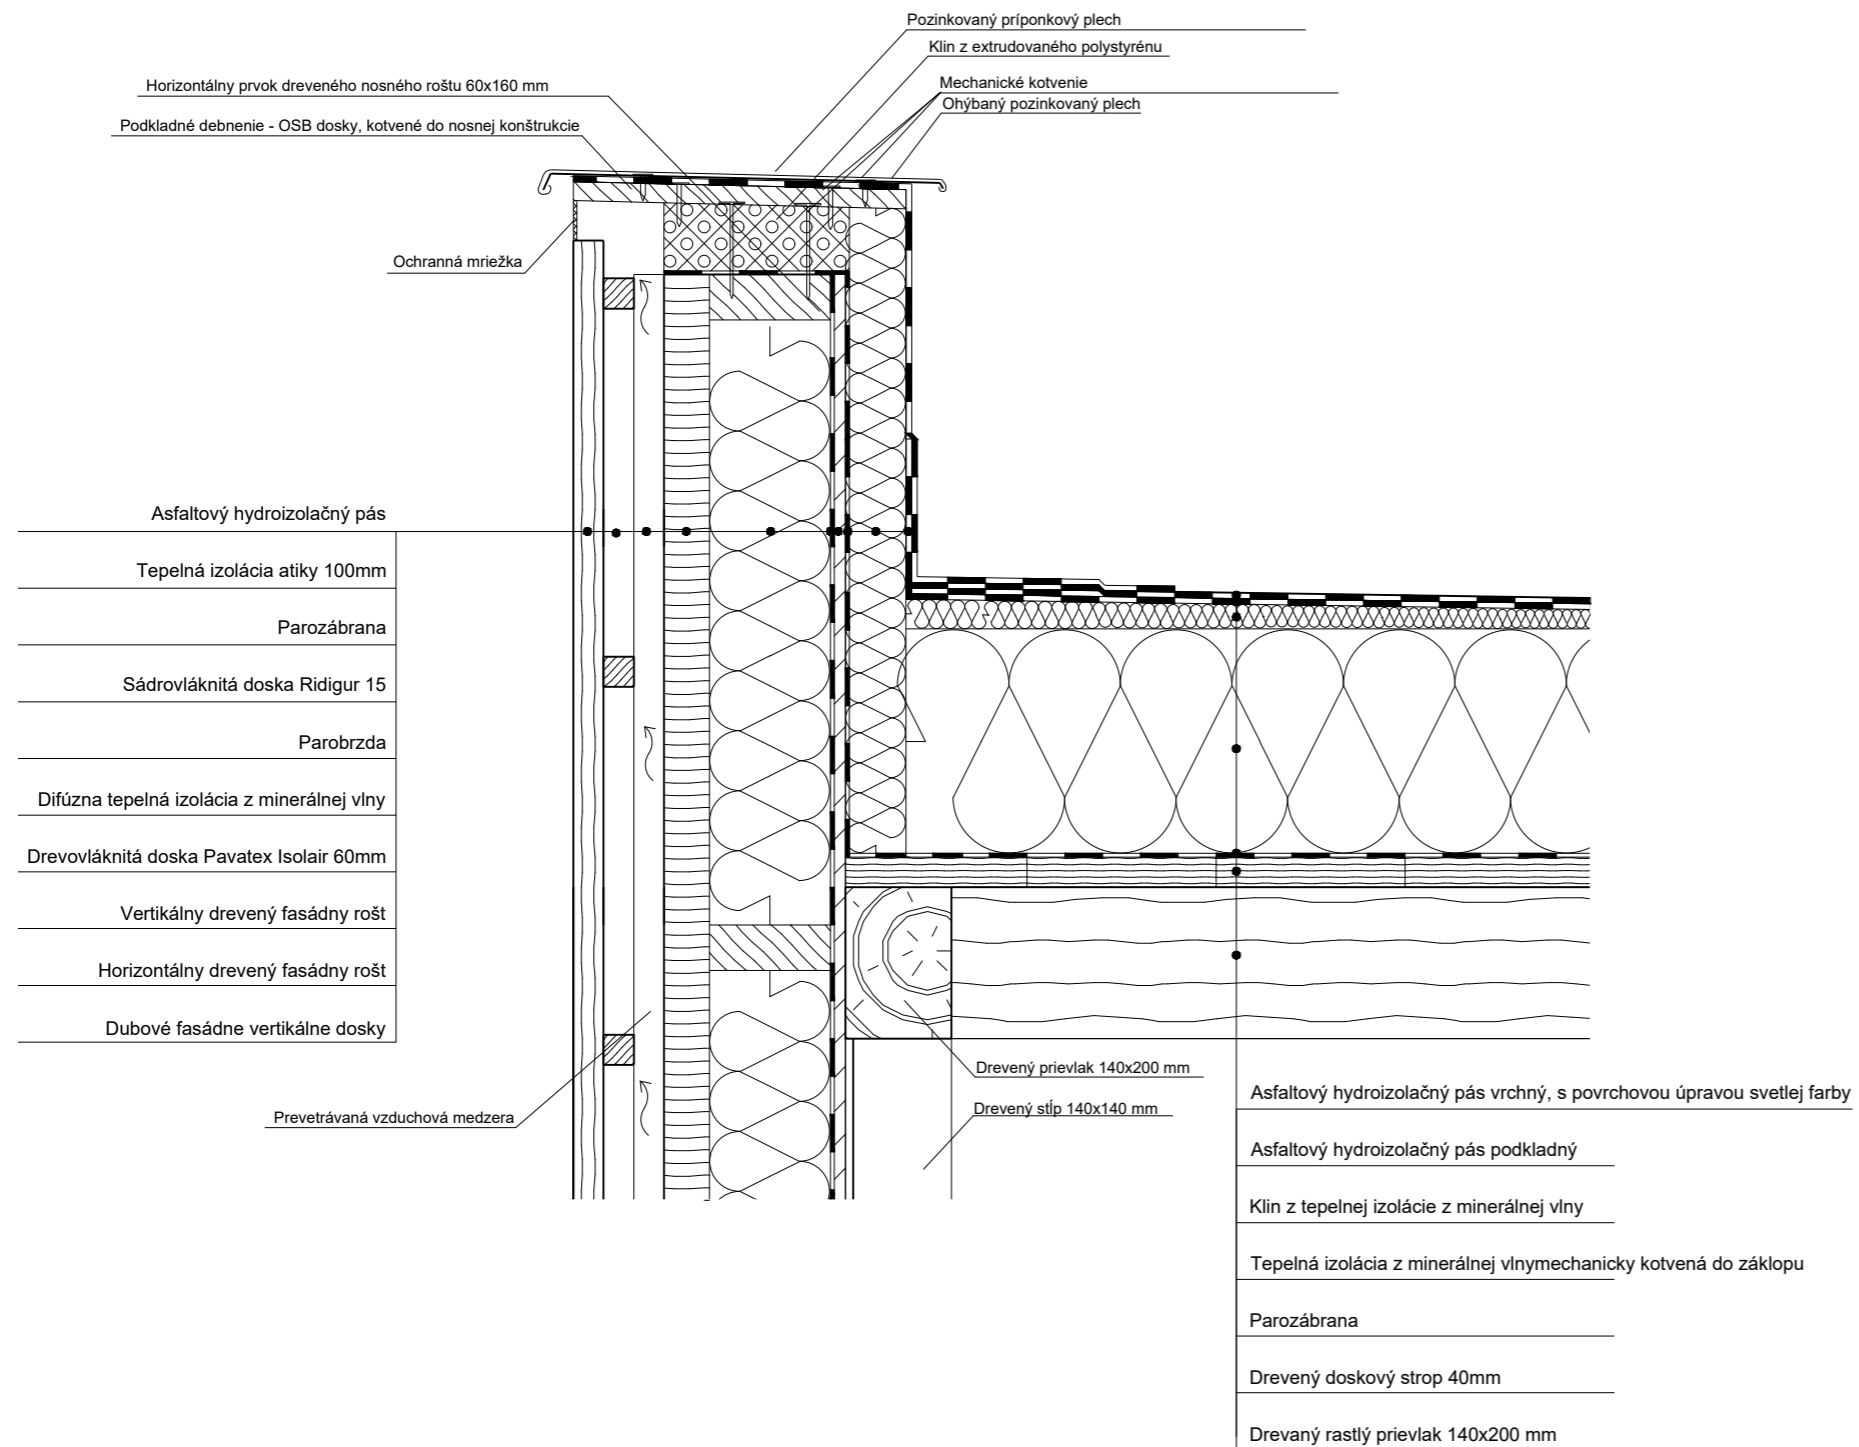 Pozinkovaný príponkový plech
Klin z extrudovaného polystyrénu
Mechanické kotvenie
Ohýbaný pozinkovaný plech
Horizontálny prvok dreveného nosného roštu 60x160 mm
Podkladné debnenie - OSB dosky, kotvené do nosnej konštrukcie
Ochranná mriežka
Asfaltový hydroizolačný pás
Tepelná izolácia atiky 100mm
Parozábrana
Sádrovláknitá doska Ridigur 15
Parobrzda
Difúzna tepelná izolácia z minerálnej vlny
Drevovláknitá doska Pavatex Isolair 60mm
Vertikálny drevený fasádny rošt
Horizontálny drevený fasádny rošt
Dubové fasádne vertikálne dosky
Prevetrávaná vzduchová medzera
Drevený prievlak 140x200 mm
Drevený stĺp 140x140 mm
Asfaltový hydroizolačný pás vrchný, s povrchovou úpravou svetlej farby
Asfaltový hydroizolačný pás podkladný
Klin z tepelnej izolácie z minerálnej vlny
Tepelná izolácia z minerálnej vlnymechanicky kotvená do záklopu
Parozábrana
Drevený doskový strop 40mm
Drevaný rastlý prievlak 140x200 mm